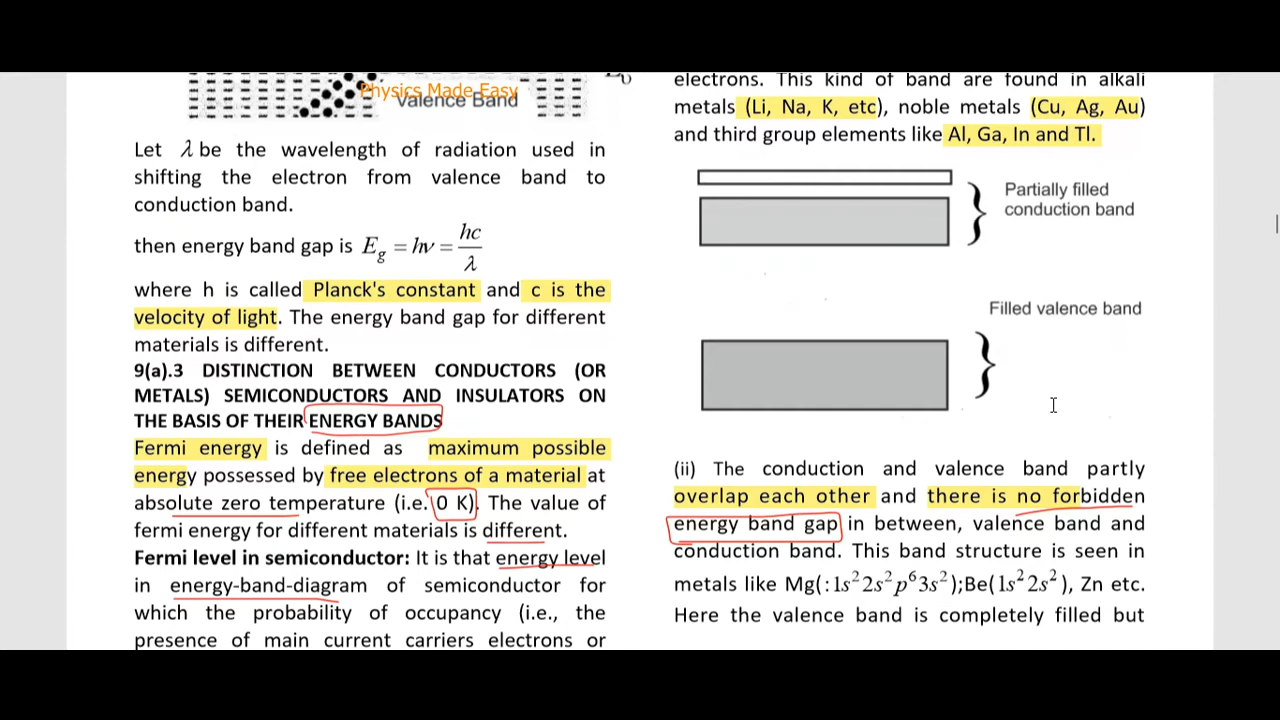 Physics Made Easy
Valence Band
Let λ be the wavelength of radiation used in
shifting the electron from valence band to
conduction band.
then energy band gap is E_g = hν = hc/λ
where h is called Planck's constant and c is the
velocity of light. The energy band gap for different
materials is different.
9(a).3 DISTINCTION BETWEEN CONDUCTORS (OR
METALS) SEMICONDUCTORS AND INSULATORS ON
THE BASIS OF THEIR ENERGY BANDS
Fermi energy is defined as maximum possible
energy possessed by free electrons of a material at
absolute zero temperature (i.e. 0 K). The value of
fermi energy for different materials is different.
Fermi level in semiconductor: It is that energy level
in energy-band-diagram of semiconductor for
which the probability of occupancy (i.e., the
presence of main current carriers electrons or
electrons. This kind of band are found in alkali
metals (Li, Na, K, etc), noble metals (Cu, Ag, Au)
and third group elements like Al, Ga, In and Tl.
Partially filled
conduction band
Filled valence band
(ii) The conduction and valence band partly
overlap each other and there is no forbidden
energy band gap in between, valence band and
conduction band. This band structure is seen in
metals like Mg(:1s²2s²p⁶3s²);Be(1s²2s²), Zn etc.
Here the valence band is completely filled but